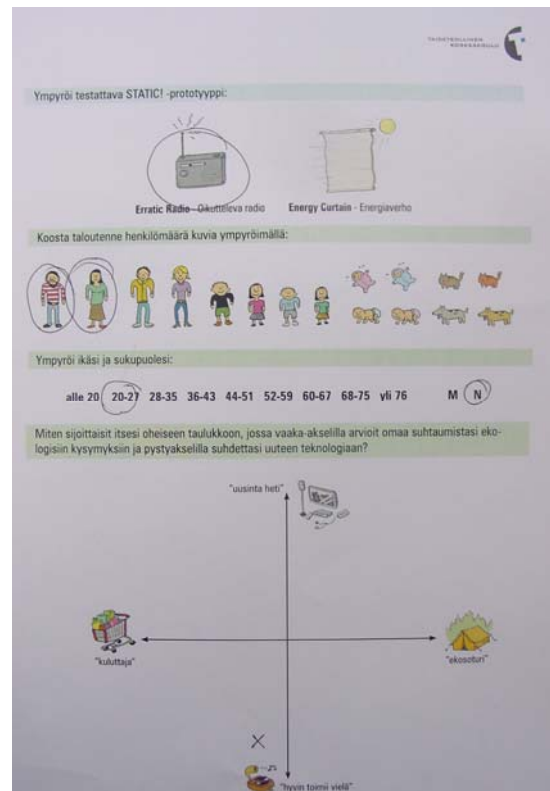 TAIDETEOLLINEN
KORKEAKOULU
Ympyröi testattava STATIC! -prototyyppi:
Erratic Radio - Oikutteleva radio    Energy Curtain - Energiaverho
Koosta taloutenne henkilömäärä kuvia ympyröimällä:
Ympyröi ikäsi ja sukupuolesi:
alle 20 20-27 28-35 36-43 44-51 52-59 60-67 68-75 yli 76 M N
Miten sijoittaisit itsesi oheiseen taulukkoon, jossa vaaka-akselilla arvioit omaa suhtaumistasi eko-
logisiin kysymyksiin ja pystyakselilla suhdettasi uuteen teknologiaan?
"uusinta heti"
"kuluttaja" "ekosoturi"
X
"hyvin toimii vielä"